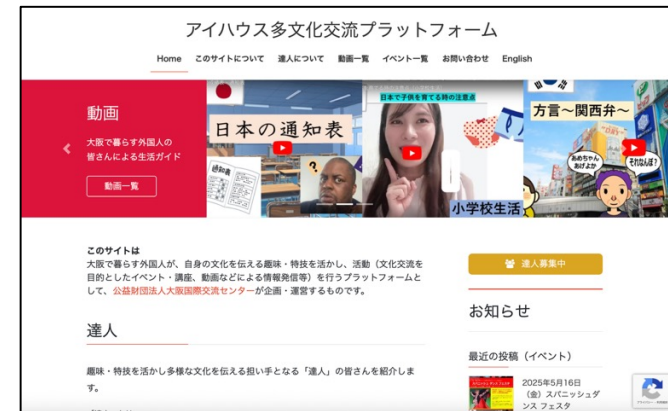 アイハウス多文化交流プラットフォーム
Home このサイトについて 達人について 動画一覧 イベント一覧 お問い合わせ English
動画
大阪で暮らす外国人の
皆さんによる生活ガイド
動画一覧
日本の通知表
通知表
日本で子供を育てる時の注意点
小学校生活
方言～関西弁～
あめちゃん
あげよか
それなんぼ?
このサイトは
大阪で暮らす外国人が、自身の文化を伝える趣味・特技を活かし、活動（文化交流を
目的としたイベント・講座、動画などによる情報発信等）を行うプラットフォームと
して、公益財団法人大阪国際交流センターが企画・運営するものです。
達人募集中
お知らせ
達人
趣味・特技を活かし多様な文化を伝える担い手となる「達人」の皆さんを紹介しま
す。
最近の投稿（イベント）
2025年5月16日
（金）スパニッシュダ
ンス フェスタ